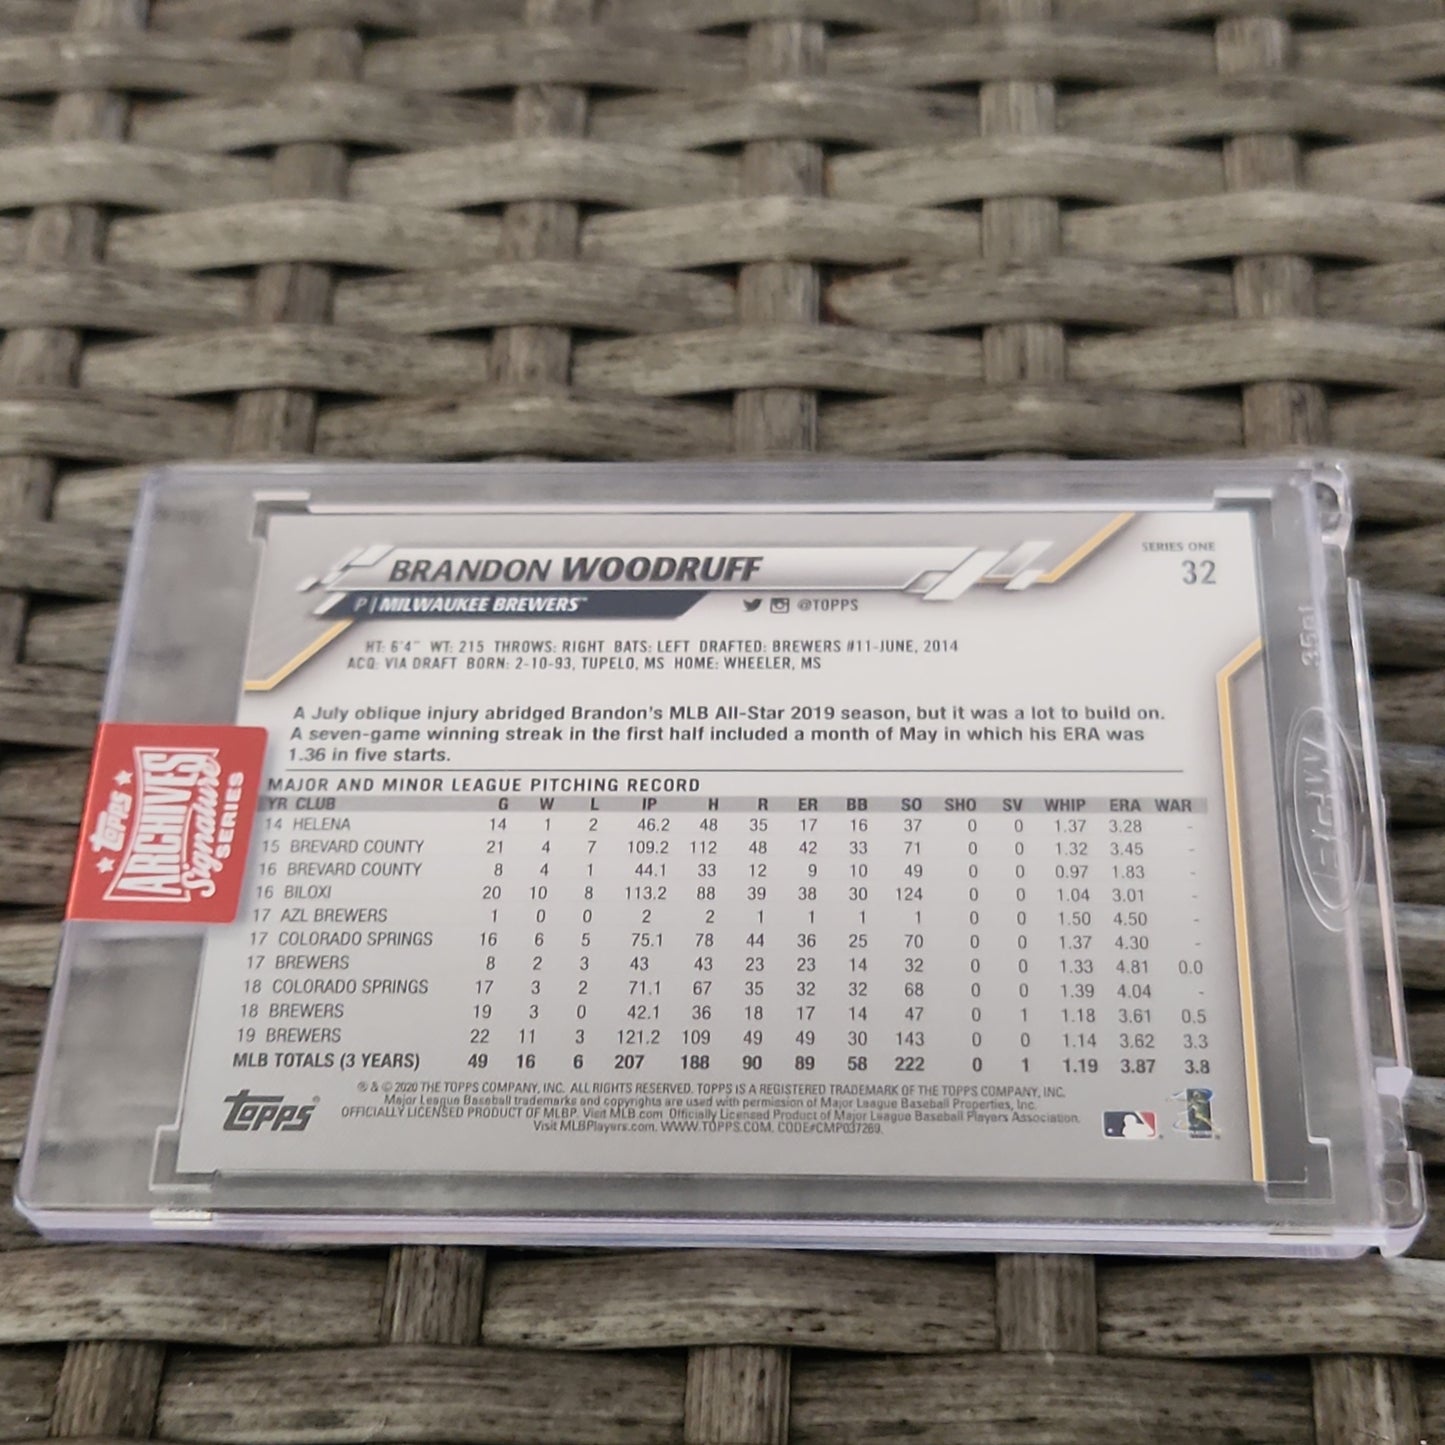 SERIES ONE
32
BRANDON WOODRUFF
P | MILWAUKEE BREWERS™
@TOPPS
HT: 6'4" WT: 215 THROWS: RIGHT BATS: LEFT DRAFTED: BREWERS #11-JUNE, 2014
ACQ: VIA DRAFT BORN: 2-10-93, TUPELO, MS HOME: WHEELER, MS
A July oblique injury abridged Brandon's MLB All-Star 2019 season, but it was a lot to build on.
A seven-game winning streak in the first half included a month of May in which his ERA was
1.36 in five starts.
MAJOR AND MINOR LEAGUE PITCHING RECORD
YR CLUB G W L IP H R ER BB SO SHO SV WHIP ERA WAR
14 HELENA 14 1 2 46.2 48 35 17 16 37 0 0 1.37 3.28 -
15 BREVARD COUNTY 21 4 7 109.2 112 48 42 33 71 0 0 1.32 3.45 -
16 BREVARD COUNTY 8 4 1 44.1 33 12 9 10 49 0 0 0.97 1.83 -
16 BILOXI 20 10 8 113.2 88 39 38 30 124 0 0 1.04 3.01 -
17 AZL BREWERS 1 0 0 2 2 1 1 1 1 0 0 1.50 4.50 -
17 COLORADO SPRINGS 16 6 5 75.1 78 44 36 25 70 0 0 1.37 4.30 -
17 BREWERS 8 2 3 43 43 23 23 14 32 0 0 1.33 4.81 0.0
18 COLORADO SPRINGS 17 3 2 71.1 67 35 32 32 68 0 0 1.39 4.04 -
18 BREWERS 19 3 0 42.1 36 18 17 14 47 0 1 1.18 3.61 0.5
19 BREWERS 22 11 3 121.2 109 49 49 30 143 0 0 1.14 3.62 3.3
MLB TOTALS (3 YEARS) 49 16 6 207 188 90 89 58 222 0 1 1.19 3.87 3.8
® & © 2020 THE TOPPS COMPANY, INC. ALL RIGHTS RESERVED. TOPPS IS A REGISTERED TRADEMARK OF THE TOPPS COMPANY, INC.
Major League Baseball trademarks and copyrights are used with permission of Major League Baseball Properties, Inc.
OFFICIALLY LICENSED PRODUCT OF MLBP. Visit MLB.com. Officially Licensed Product of Major League Baseball Players Association.
Visit MLBPlayers.com. WWW.TOPPS.COM. CODE#CMP037269.
Topps®
TOPPS
ARCHIVES
Signature
SERIES
BCW
35pt